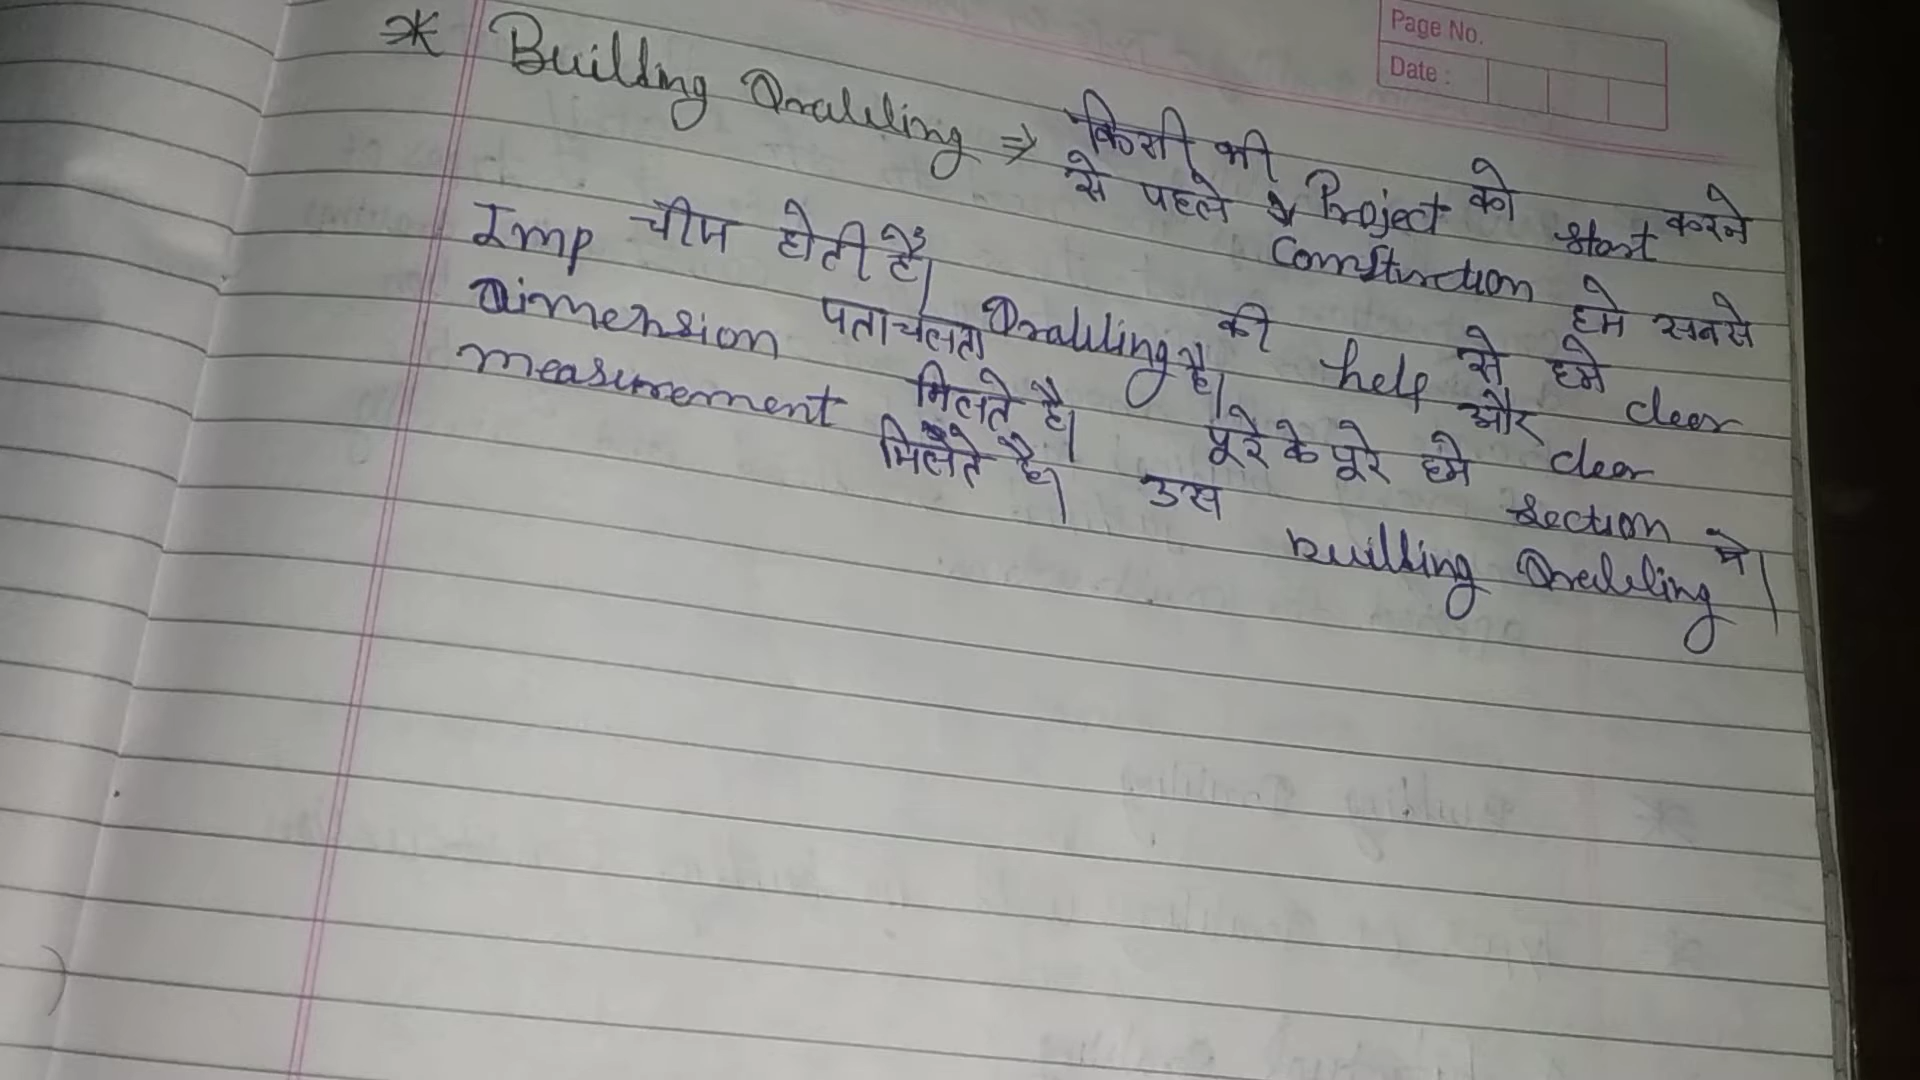 Page No.
Date :
* Building Drawing ⇒ किसी भी Project को start करने
से पहले Construction हमे सबसे
Imp चीज होती है। Drawing की help से हमे clear
Dimension पता चलता है। और clear
measurement मिलते है। पूरे के पूरे हमे section
मिलते है। उस building Drawing मे।